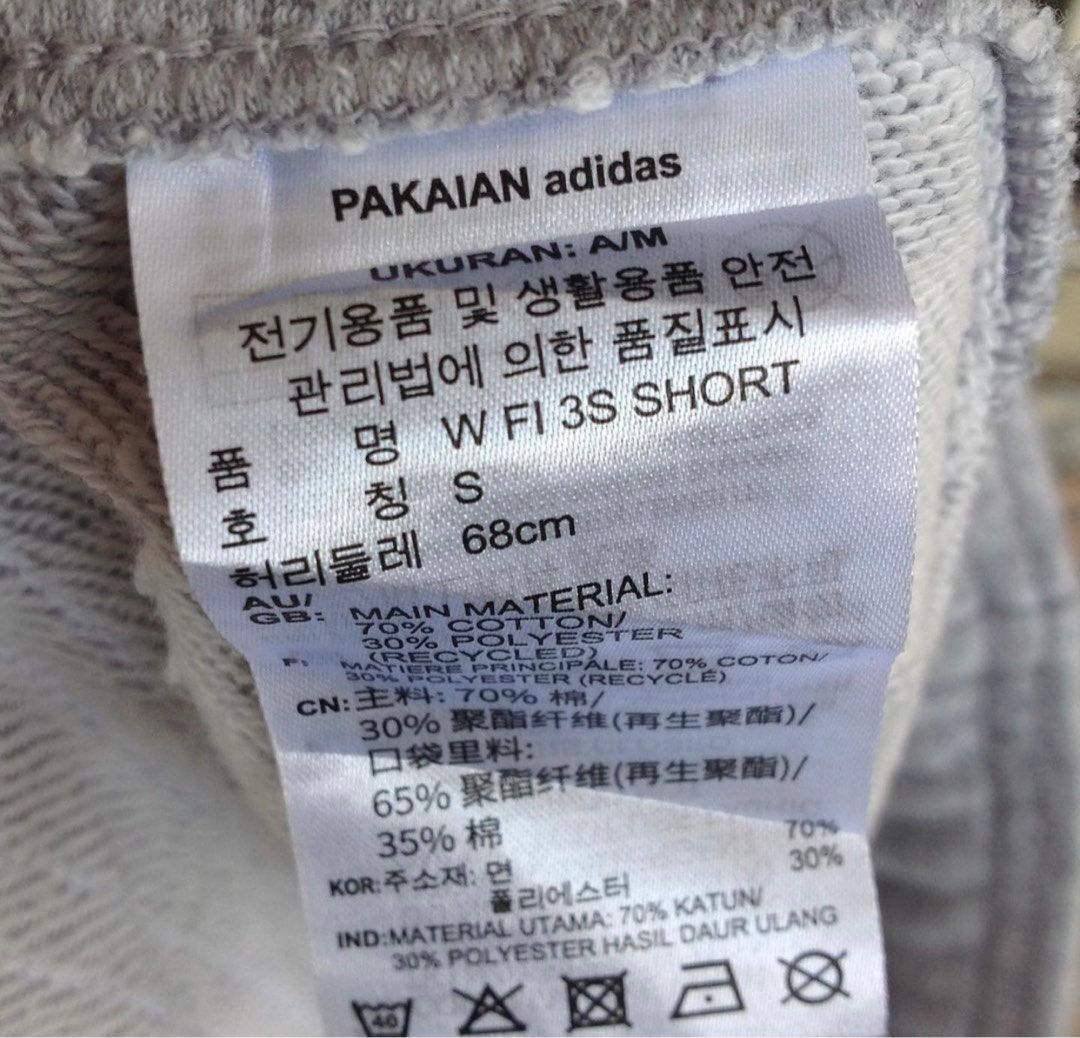 PAKAIAN adidas
UKURAN: A/M
전기용품 및 생활용품 안전
관리법에 의한 품질표시
품 명 W FI 3S SHORT
호 칭 S
허리둘레 68cm
AU/
GB: MAIN MATERIAL:
70% COTTON/
30% POLYESTER
(RECYCLED)
F: MATIERE PRINCIPALE: 70% COTON/
30% POLYESTER (RECYCLÉ)
CN: 主料: 70% 棉/
30% 聚酯纤维(再生聚酯)/
口袋里料:
65% 聚酯纤维(再生聚酯)/
35% 棉
KOR: 주소재: 면 70%
폴리에스터 30%
IND: MATERIAL UTAMA: 70% KATUN/
30% POLYESTER HASIL DAUR ULANG
40